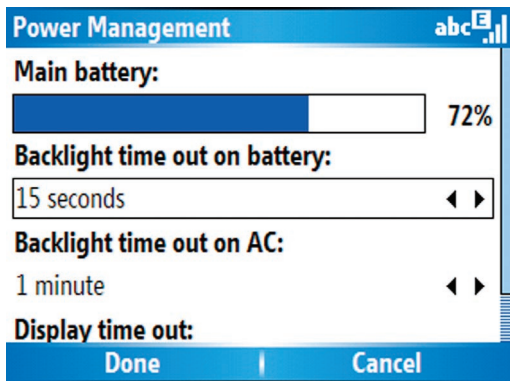 Power Management abc E
Main battery:
72%
Backlight time out on battery:
15 seconds
Backlight time out on AC:
1 minute
Display time out:
Done Cancel